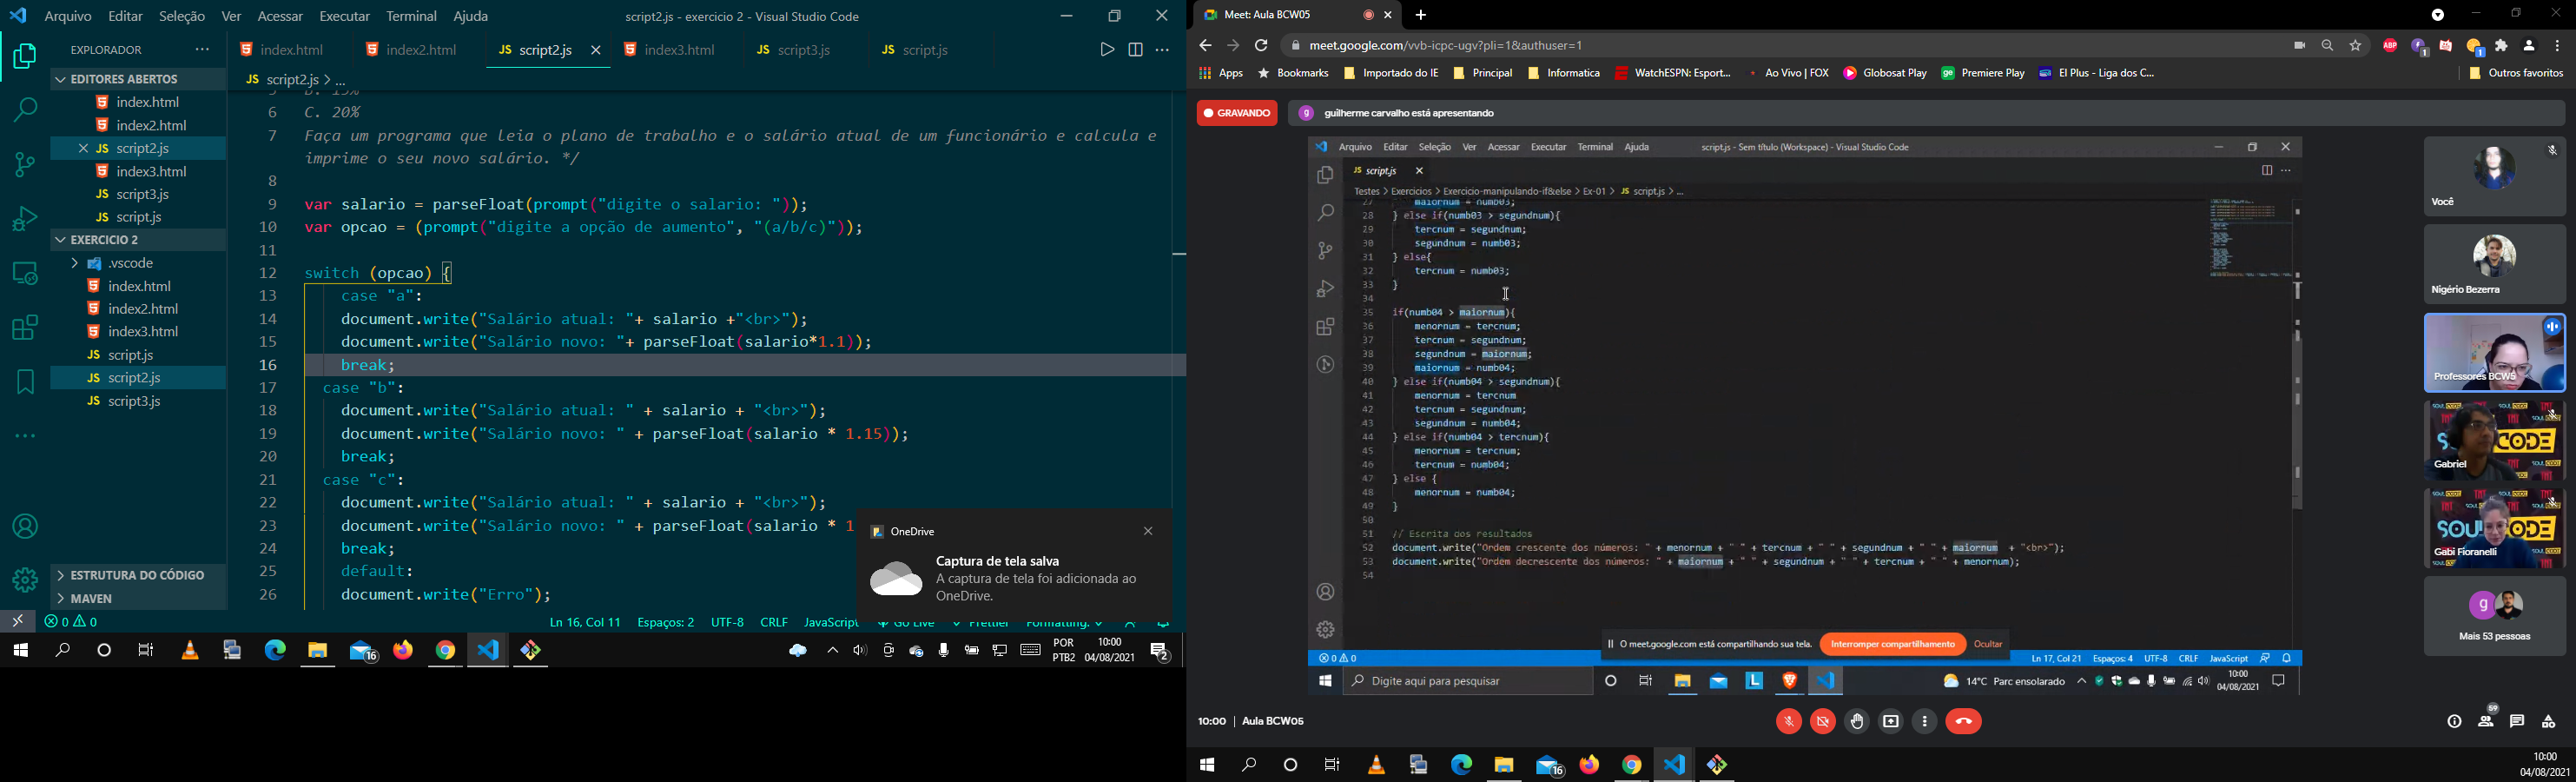 Arquivo Editar Seleção Ver Acessar Executar Terminal Ajuda
script2.js - exercicio 2 - Visual Studio Code
EXPLORADOR
EDITORES ABERTOS
index.html
index2.html
script2.js
index3.html
script3.js
script.js
EXERCICIO 2
.vscode
index.html
index2.html
index3.html
script.js
script2.js
script3.js
ESTRUTURA DO CÓDIGO
MAVEN
index.html index2.html JS script2.js index3.html JS script3.js JS script.js
JS script2.js > ...
6 C. 20%
7 Faça um programa que leia o plano de trabalho e o salário atual de um funcionário e calcula e
imprime o seu novo salário. */
8
9 var salario = parseFloat(prompt("digite o salario: "));
10 var opcao = (prompt("digite a opção de aumento", "(a/b/c)"));
11
12 switch (opcao) {
13 case "a":
14 document.write("Salário atual: "+ salario +"<br>");
15 document.write("Salário novo: "+ parseFloat(salario*1.1));
16 break;
17 case "b":
18 document.write("Salário atual: " + salario + "<br>");
19 document.write("Salário novo: " + parseFloat(salario * 1.15));
20 break;
21 case "c":
22 document.write("Salário atual: " + salario + "<br>");
23 document.write("Salário novo: " + parseFloat(salario * 1
24 break;
25 default:
26 document.write("Erro");
OneDrive
Captura de tela salva
A captura de tela foi adicionada ao
OneDrive.
0 0
Ln 16, Col 11 Espaços: 2 UTF-8 CRLF JavaScript Go Live Prettier Formatting:
16
POR
PTB2
10:00
04/08/2021
2
Meet: Aula BCW05
meet.google.com/vvb-icpc-ugv?pli=1&authuser=1
Apps Bookmarks Importado do IE Principal Informatica WatchESPN: Esport... Ao Vivo | FOX Globosat Play Premiere Play EI Plus - Liga dos C... Outros favoritos
GRAVANDO
guilherme carvalho está apresentando
Arquivo Editar Seleção Ver Acessar Executar Terminal Ajuda
script.js - Sem título (Workspace) - Visual Studio Code
JS script.js
Testes > Exercicios > Exercicio-manipulando-if&else > Ex-01 > JS script.js > ...
27 maiornum = numb03;
28 } else if(numb03 > segundnum){
29 tercnum = segundnum;
30 segundnum = numb03;
31 } else{
32 tercnum = numb03;
33 }
34
35 if(numb04 > maiornum){
36 menornum = tercnum;
37 tercnum = segundnum;
38 segundnum = maiornum;
39 maiornum = numb04;
40 } else if(numb04 > segundnum){
41 menornum = tercnum
42 tercnum = segundnum;
43 segundnum = numb04;
44 } else if(numb04 > tercnum){
45 menornum = tercnum;
46 tercnum = numb04;
47 } else {
48 menornum = numb04;
49 }
50
51 // Escrita dos resultados
52 document.write("Ordem crescente dos números: " + menornum + " " + tercnum + " " + segundnum + " " + maiornum + "<br>");
53 document.write("Ordem decrescente dos números: " + maiornum + " " + segundnum + " " + tercnum + " " + menornum);
54
O meet.google.com está compartilhando sua tela.
Interromper compartilhamento
Ocultar
0 0
Ln 17, Col 21 Espaços: 4 UTF-8 CRLF JavaScript
Digite aqui para pesquisar
14°C Parc ensolarado
10:00
04/08/2021
Você
Nigério Bezerra
Professores BCW5
SOUL CODE
Gabriel
SOUL CODE
Gabi Fioranelli
g
Mais 53 pessoas
10:00 | Aula BCW05
59
16
10:00
04/08/2021